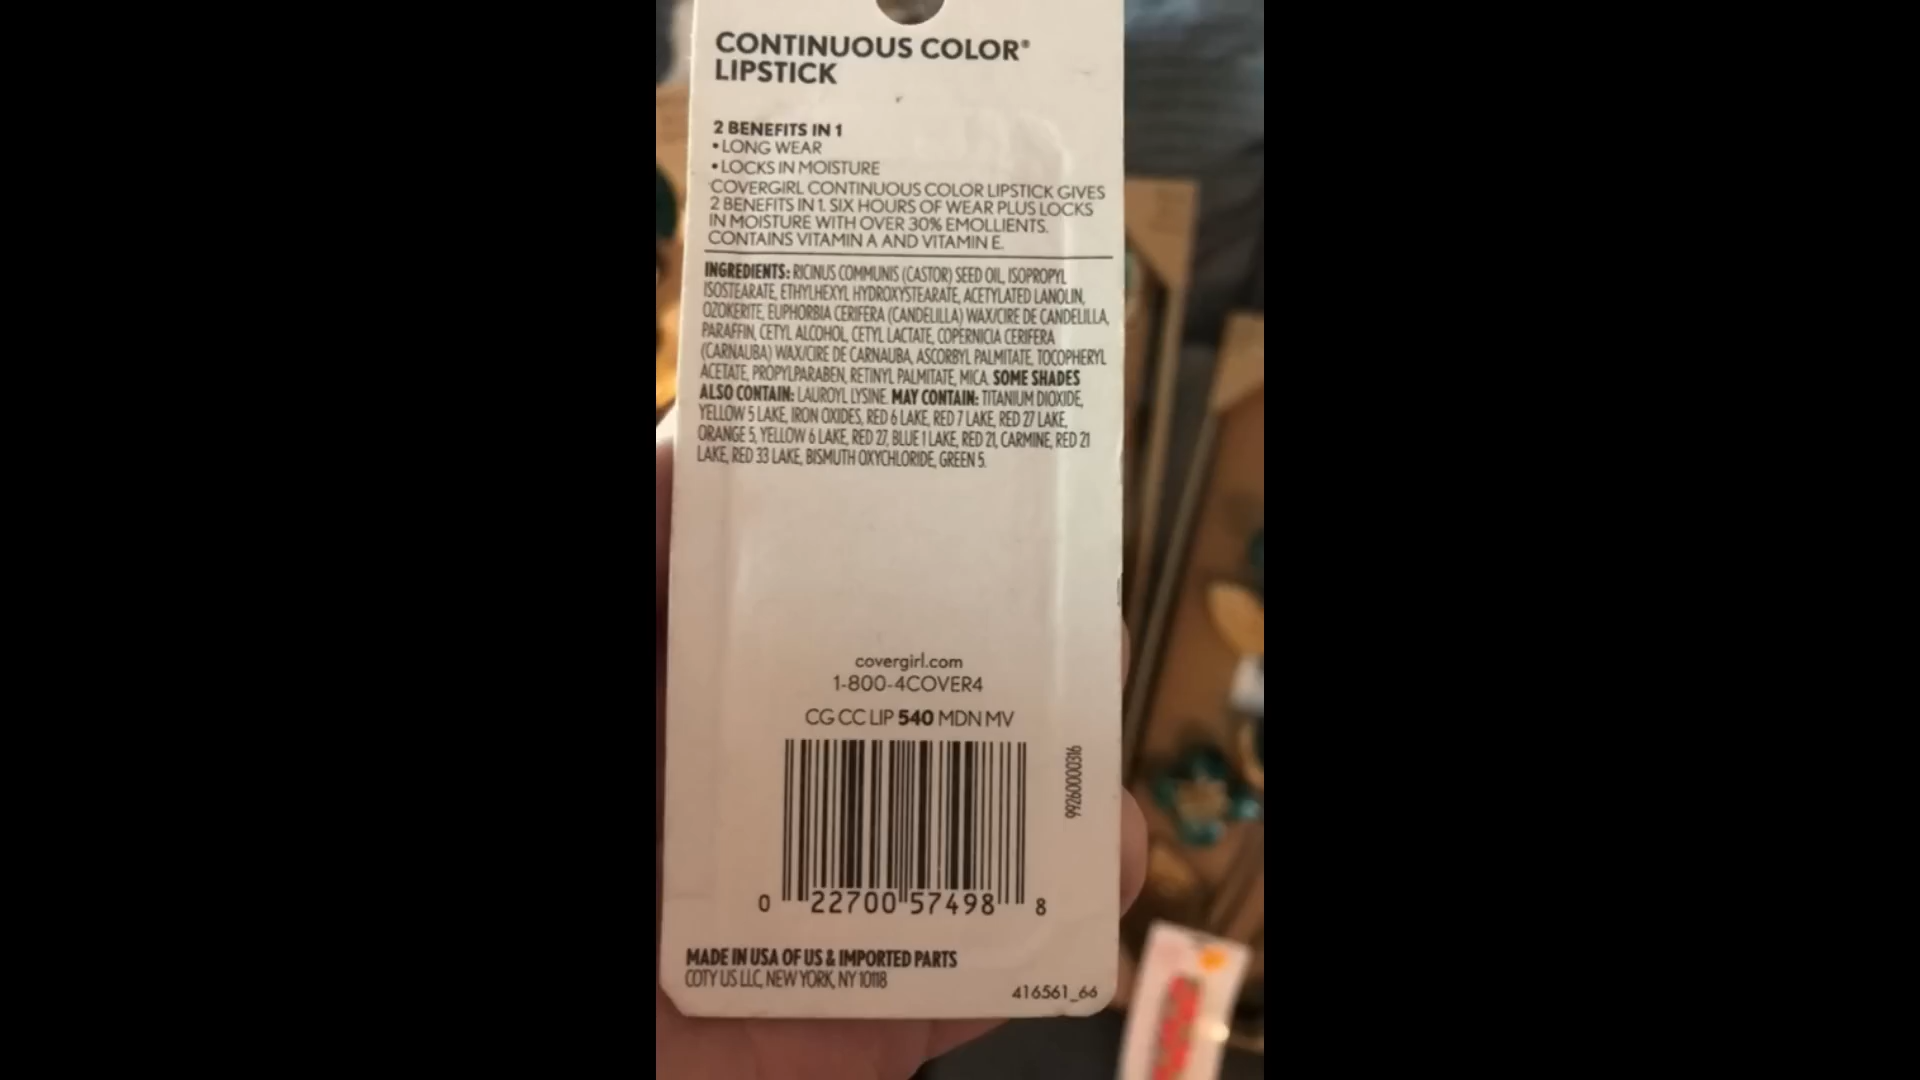 CONTINUOUS COLOR®
LIPSTICK
2 BENEFITS IN 1
• LONG WEAR
• LOCKS IN MOISTURE
COVERGIRL CONTINUOUS COLOR LIPSTICK GIVES
2 BENEFITS IN 1. SIX HOURS OF WEAR PLUS LOCKS
IN MOISTURE WITH OVER 30% EMOLLIENTS.
CONTAINS VITAMIN A AND VITAMIN E.
INGREDIENTS: RICINUS COMMUNIS (CASTOR) SEED OIL, ISOPROPYL
ISOSTEARATE, ETHYLHEXYL HYDROXYSTEARATE, ACETYLATED LANOLIN,
OZOKERITE, EUPHORBIA CERIFERA (CANDELILLA) WAX/CIRE DE CANDELILLA,
PARAFFIN, CETYL ALCOHOL, CETYL LACTATE, COPERNICIA CERIFERA
(CARNAUBA) WAX/CIRE DE CARNAUBA, ASCORBYL PALMITATE, TOCOPHERYL
ACETATE, PROPYLPARABEN, RETINYL PALMITATE, MICA. SOME SHADES
ALSO CONTAIN: LAUROYL LYSINE. MAY CONTAIN: TITANIUM DIOXIDE,
YELLOW 5 LAKE, IRON OXIDES, RED 6 LAKE, RED 7 LAKE, RED 27 LAKE,
ORANGE 5, YELLOW 6 LAKE, RED 27, BLUE 1 LAKE, RED 21, CARMINE, RED 21
LAKE, RED 33 LAKE, BISMUTH OXYCHLORIDE, GREEN 5.
covergirl.com
1-800-4COVER4
CG CC LIP 540 MDN MV
99260000316
0 22700 57498 8
MADE IN USA OF US & IMPORTED PARTS
COTY US LLC, NEW YORK, NY 10118
416561_66